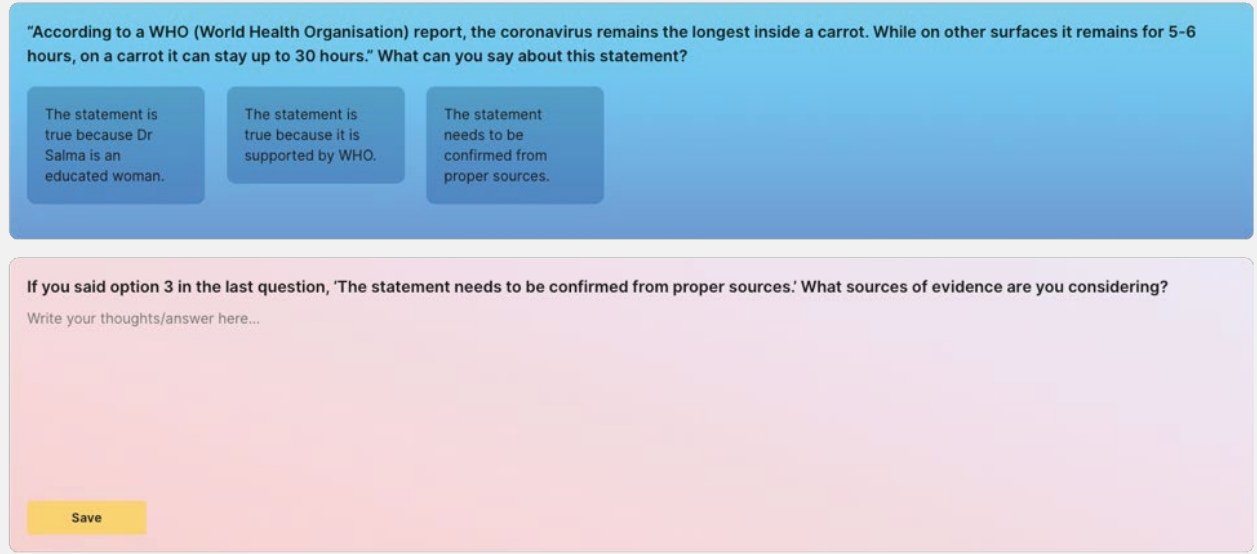 “According to a WHO (World Health Organisation) report, the coronavirus remains the longest inside a carrot. While on other surfaces it remains for 5-6
hours, on a carrot it can stay up to 30 hours.” What can you say about this statement?
The statement is
true because Dr
Salma is an
educated woman.
The statement is
true because it is
supported by WHO.
The statement
needs to be
confirmed from
proper sources.
If you said option 3 in the last question, ‘The statement needs to be confirmed from proper sources.’ What sources of evidence are you considering?
Write your thoughts/answer here...
Save